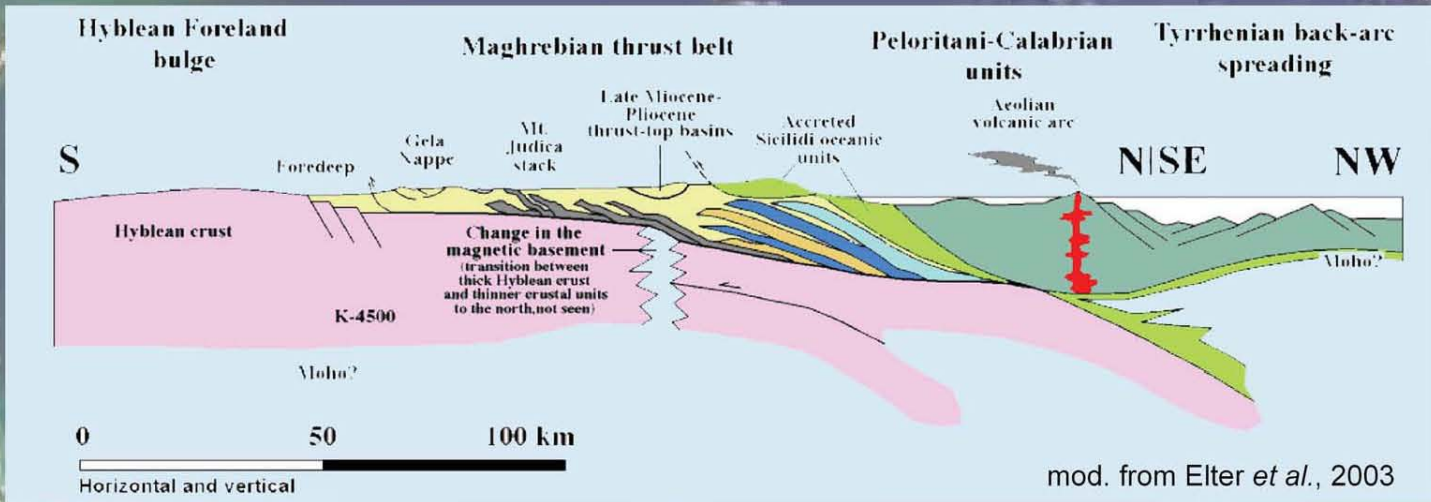 Hyblean Foreland
bulge
Maghrebian thrust belt
Peloritani-Calabrian
units
Tyrrhenian back-arc
spreading
Late Miocene-
Pliocene
thrust-top basins
Aeolian
volcanic arc
Accreted
Sicilidi oceanic
units
Mt.
Judica
stack
Gela
Nappe
Foredeep
S
N|SE
NW
Hyblean crust
Change in the
magnetic basement
(transition between
thick Hyblean crust
and thinner crustal units
to the north, not seen)
Moho?
K-4500
Moho?
0 50 100 km
Horizontal and vertical
mod. from Elter et al., 2003